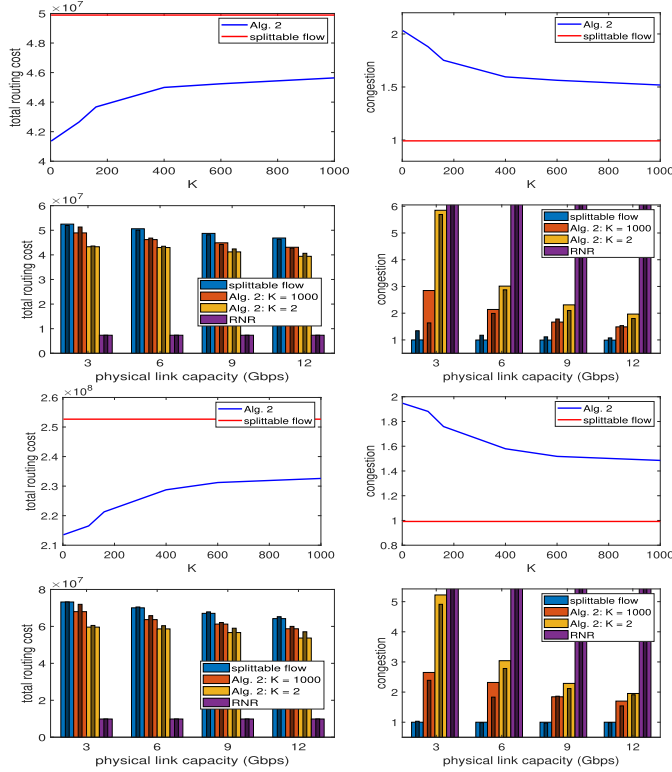 ×10^7
total routing cost
5
4.8
4.6
4.4
4.2
4
0 200 400 600 800 1000
K
Alg. 2
splittable flow
congestion
2
1.5
1
0 200 400 600 800 1000
K
Alg. 2
splittable flow
×10^7
total routing cost
6
5
4
3
2
1
0
3 6 9 12
physical link capacity (Gbps)
splittable flow
Alg. 2: K = 1000
Alg. 2: K = 2
RNR
congestion
6
5
4
3
2
1
3 6 9 12
physical link capacity (Gbps)
splittable flow
Alg. 2: K = 1000
Alg. 2: K = 2
RNR
×10^8
total routing cost
2.6
2.5
2.4
2.3
2.2
2.1
0 200 400 600 800 1000
K
Alg. 2
splittable flow
congestion
2
1.8
1.6
1.4
1.2
1
0.8
0 200 400 600 800 1000
K
Alg. 2
splittable flow
×10^7
total routing cost
8
6
4
2
0
3 6 9 12
physical link capacity (Gbps)
splittable flow
Alg. 2: K = 1000
Alg. 2: K = 2
RNR
congestion
5
4
3
2
1
3 6 9 12
physical link capacity (Gbps)
splittable flow
Alg. 2: K = 1000
Alg. 2: K = 2
RNR